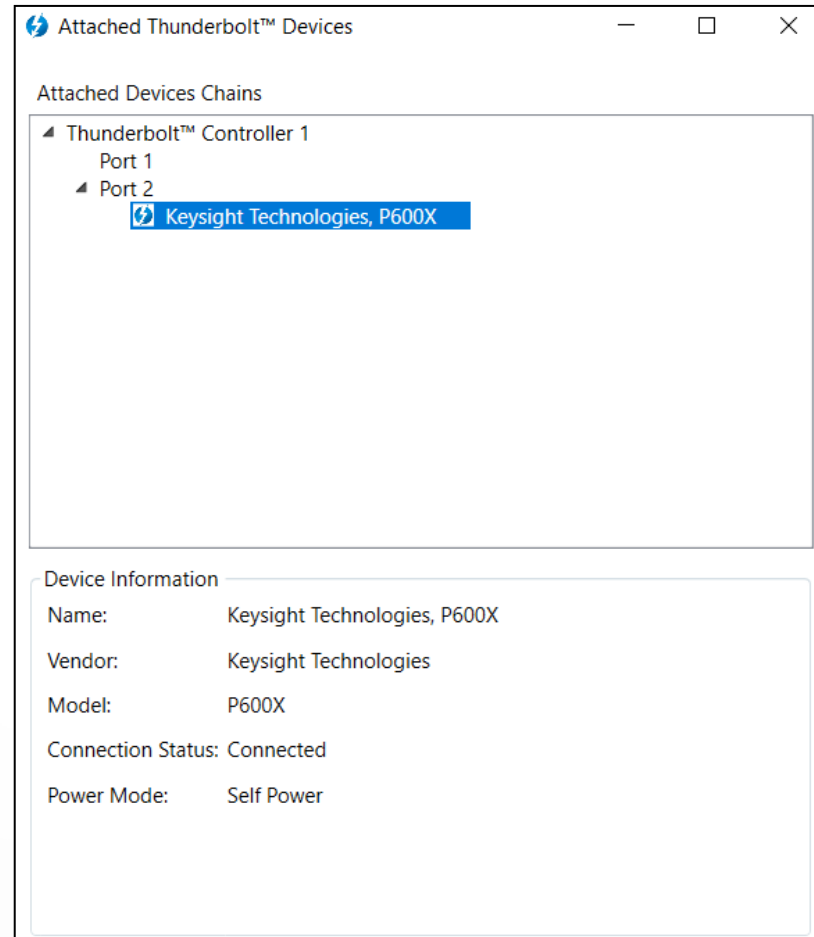 Attached Thunderbolt™ Devices
Attached Devices Chains
Thunderbolt™ Controller 1
Port 1
Port 2
Keysight Technologies, P600X
Device Information
Name: Keysight Technologies, P600X
Vendor: Keysight Technologies
Model: P600X
Connection Status: Connected
Power Mode: Self Power